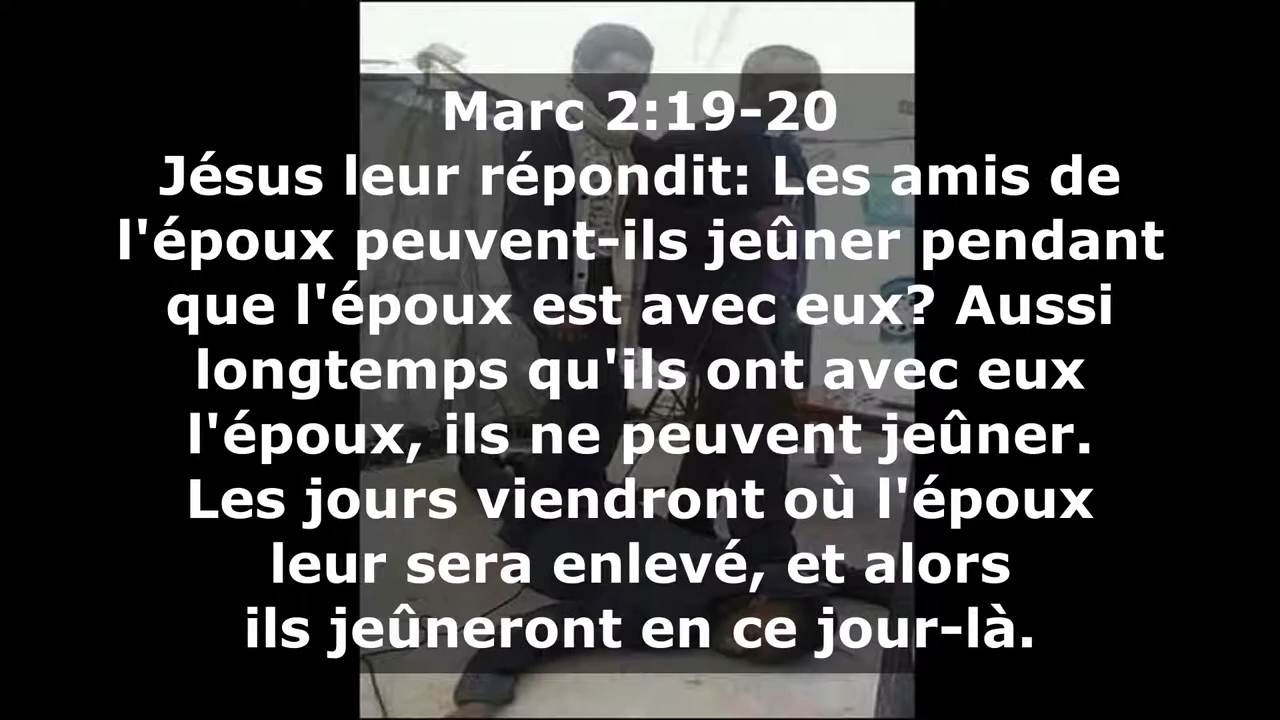 Marc 2:19-20
Jésus leur répondit: Les amis de
l'époux peuvent-ils jeûner pendant
que l'époux est avec eux? Aussi
longtemps qu'ils ont avec eux
l'époux, ils ne peuvent jeûner.
Les jours viendront où l'époux
leur sera enlevé, et alors
ils jeûneront en ce jour-là.